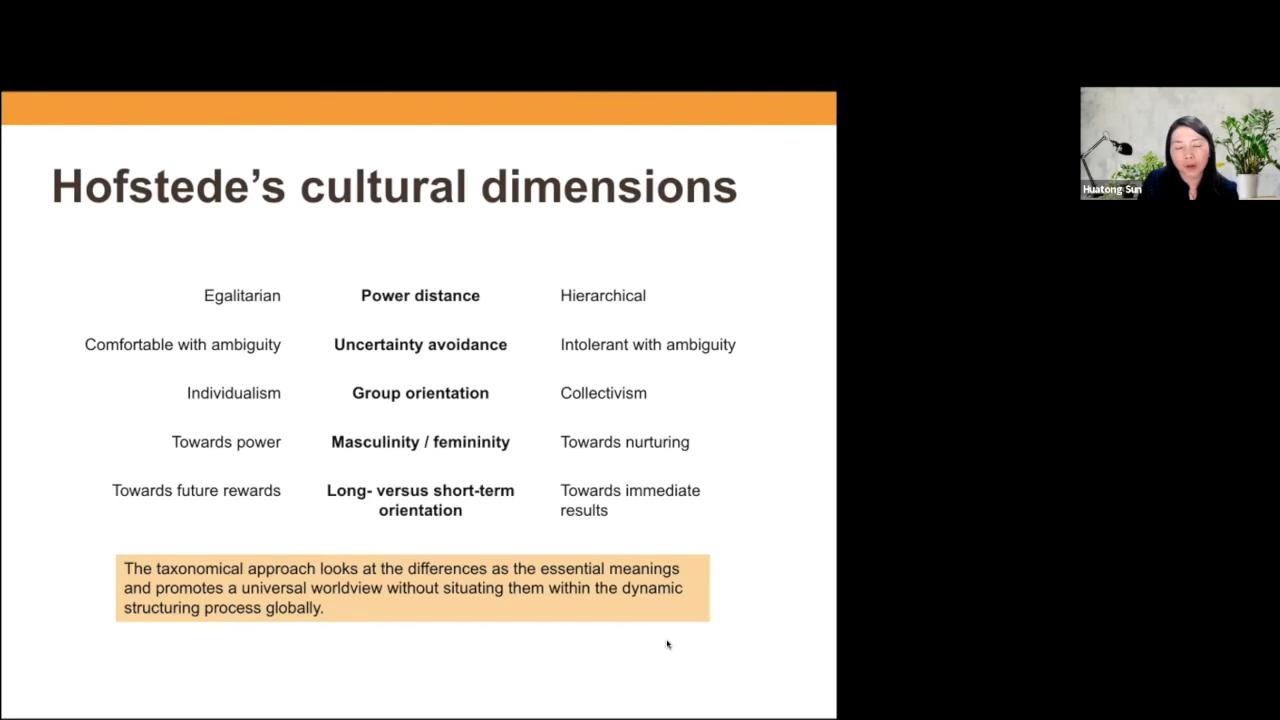 Hofstede’s cultural dimensions
Egalitarian Power distance Hierarchical
Comfortable with ambiguity Uncertainty avoidance Intolerant with ambiguity
Individualism Group orientation Collectivism
Towards power Masculinity / femininity Towards nurturing
Towards future rewards Long- versus short-term Towards immediate
orientation results
The taxonomical approach looks at the differences as the essential meanings
and promotes a universal worldview without situating them within the dynamic
structuring process globally.
Huatong Sun